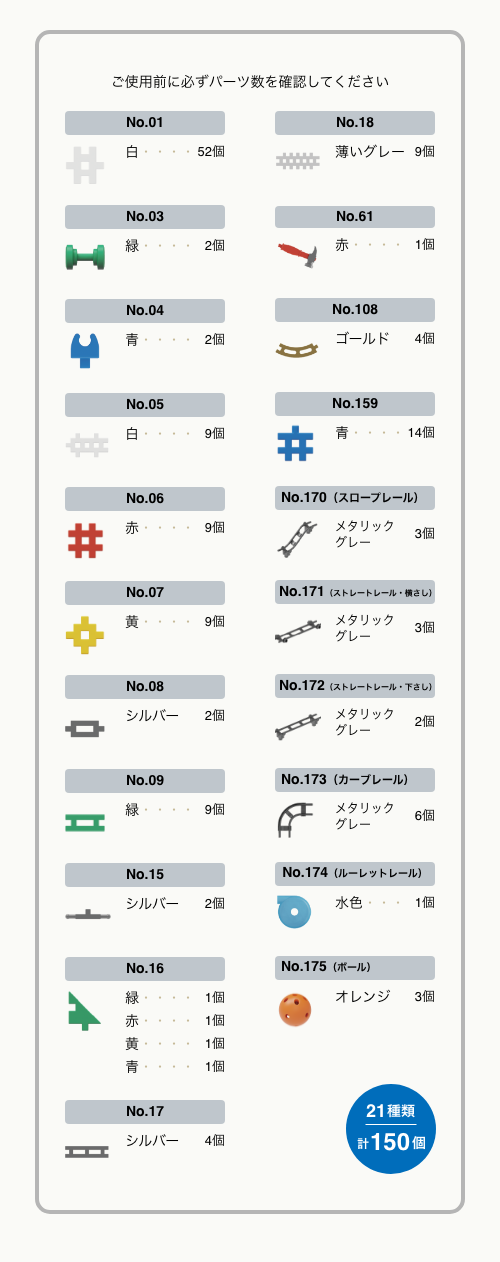 ご使用前に必ずパーツ数を確認してください
No.01
白・・・・52個
No.03
緑・・・・2個
No.04
青・・・・2個
No.05
白・・・・9個
No.06
赤・・・・9個
No.07
黄・・・・9個
No.08
シルバー 2個
No.09
緑・・・・9個
No.15
シルバー 2個
No.16
緑・・・・1個
赤・・・・1個
黄・・・・1個
青・・・・1個
No.17
シルバー 4個
No.18
薄いグレー 9個
No.61
赤・・・・1個
No.108
ゴールド 4個
No.159
青・・・・14個
No.170（スロープレール）
メタリック
グレー 3個
No.171（ストレートレール・横さし）
メタリック
グレー 3個
No.172（ストレートレール・下さし）
メタリック
グレー 2個
No.173（カーブレール）
メタリック
グレー 6個
No.174（ルーレットレール）
水色・・・1個
No.175（ボール）
オレンジ 3個
21種類
計150個